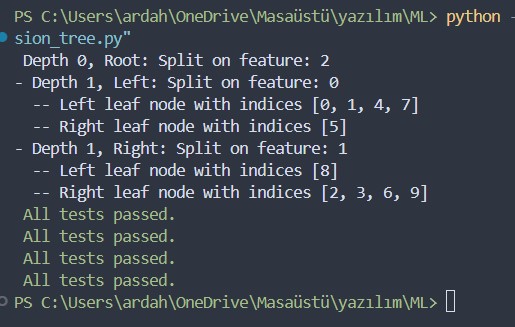 PS C:\Users\ardah\OneDrive\Masaüstü\yazılım\ML> python -
sion_tree.py"
Depth 0, Root: Split on feature: 2
- Depth 1, Left: Split on feature: 0
-- Left leaf node with indices [0, 1, 4, 7]
-- Right leaf node with indices [5]
- Depth 1, Right: Split on feature: 1
-- Left leaf node with indices [8]
-- Right leaf node with indices [2, 3, 6, 9]
All tests passed.
All tests passed.
All tests passed.
All tests passed.
PS C:\Users\ardah\OneDrive\Masaüstü\yazılım\ML>